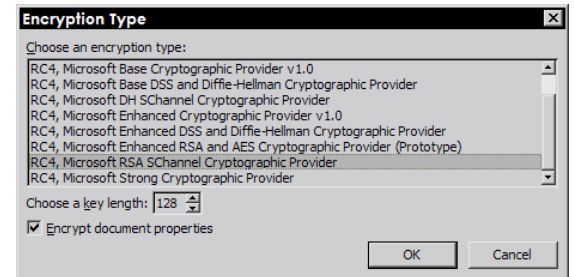 Encryption Type
Choose an encryption type:
RC4, Microsoft Base Cryptographic Provider v1.0
RC4, Microsoft Base DSS and Diffie-Hellman Cryptographic Provider
RC4, Microsoft DH SChannel Cryptographic Provider
RC4, Microsoft Enhanced Cryptographic Provider v1.0
RC4, Microsoft Enhanced DSS and Diffie-Hellman Cryptographic Provider
RC4, Microsoft Enhanced RSA and AES Cryptographic Provider (Prototype)
RC4, Microsoft RSA SChannel Cryptographic Provider
RC4, Microsoft Strong Cryptographic Provider
Choose a key length: 128
Encrypt document properties
OK Cancel